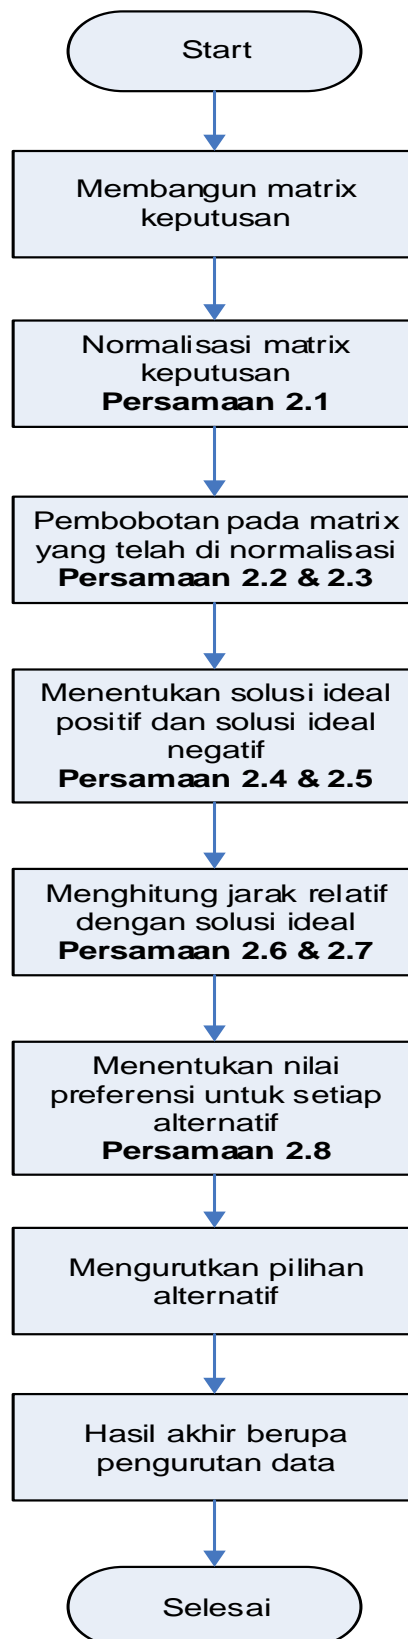 Start
Membangun matrix
keputusan
Normalisasi matrix
keputusan
Persamaan 2.1
Pembobotan pada matrix
yang telah di normalisasi
Persamaan 2.2 & 2.3
Menentukan solusi ideal
positif dan solusi ideal
negatif
Persamaan 2.4 & 2.5
Menghitung jarak relatif
dengan solusi ideal
Persamaan 2.6 & 2.7
Menentukan nilai
preferensi untuk setiap
alternatif
Persamaan 2.8
Mengurutkan pilihan
alternatif
Hasil akhir berupa
pengurutan data
Selesai